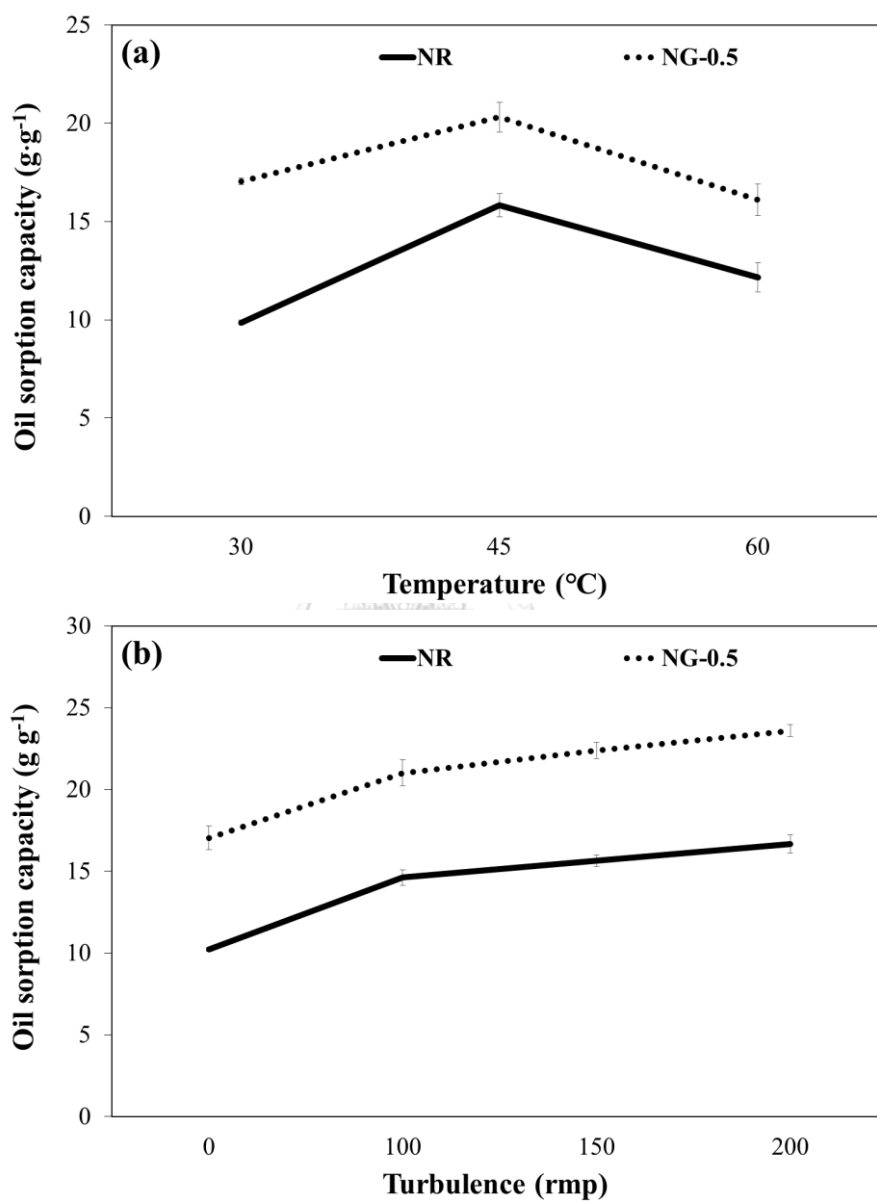 25
(a)
NR
NG-0.5
20
15
10
5
0
Oil sorption capacity (g·g-1)
30 45 60
Temperature (°C)
30
(b)
NR
NG-0.5
25
20
15
10
5
0
Oil sorption capacity (g g-1)
0 100 150 200
Turbulence (rmp)